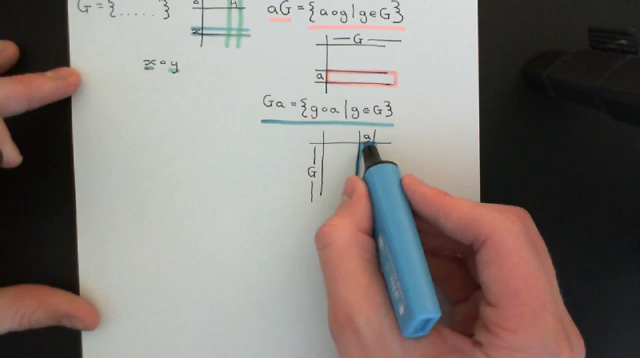 G={.....}
y
x
x∘y
aG={a∘g|g∈G}
G
a
Ga={g∘a|g∈G}
a
G